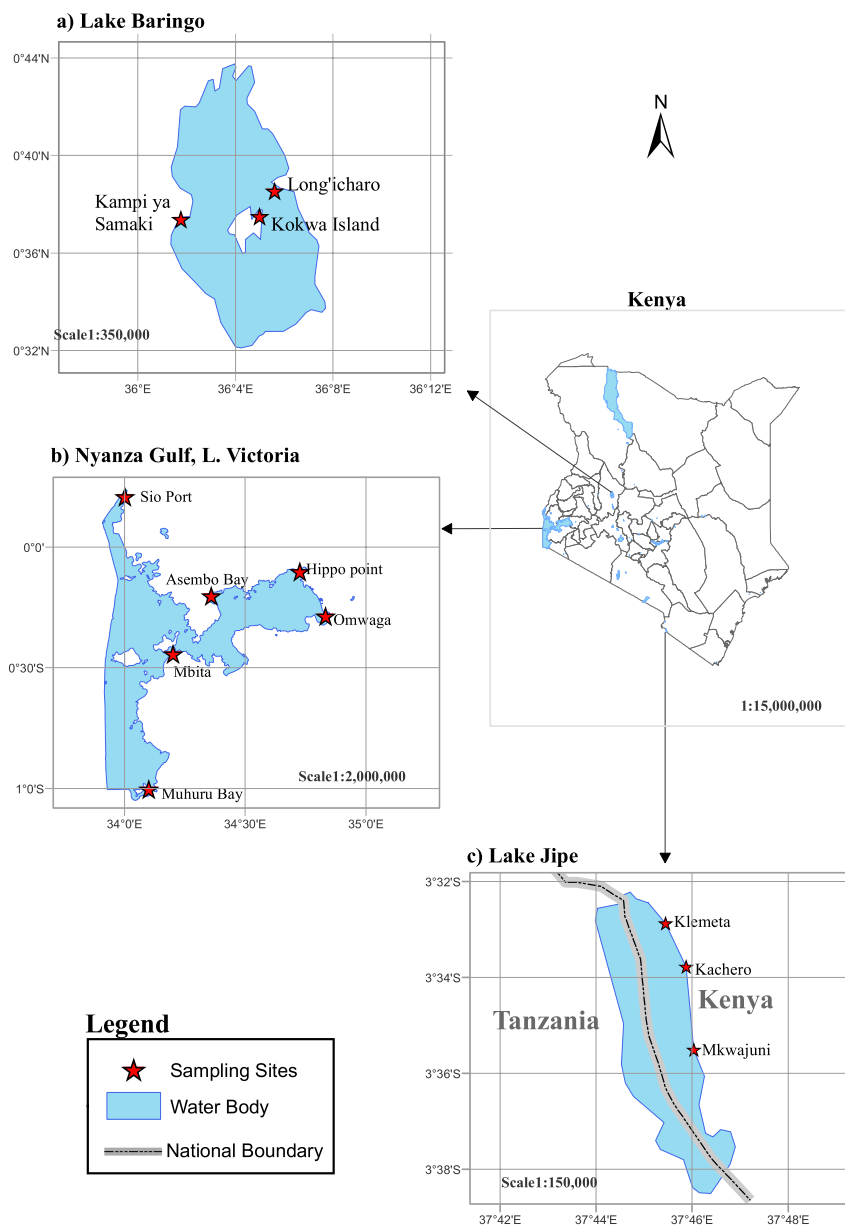 a) Lake Baringo
0°44'N
0°40'N
0°36'N
0°32'N
Long'icharo
Kampi ya
Samaki
Kokwa Island
Scale1:350,000
36°E
36°4'E
36°8'E
36°12'E
N
Kenya
1:15,000,000
b) Nyanza Gulf, L. Victoria
Sio Port
0°0'
Hippo point
Asembo Bay
Omwaga
0°30'S
Mbita
Scale1:2,000,000
1°0'S
Muhuru Bay
34°0'E
34°30'E
35°0'E
c) Lake Jipe
3°32'S
Klemeta
Kachero
3°34'S
Kenya
Tanzania
Mkwajuni
3°36'S
3°38'S
Scale1:150,000
37°42'E
37°44'E
37°46'E
37°48'E
Legend
Sampling Sites
Water Body
National Boundary